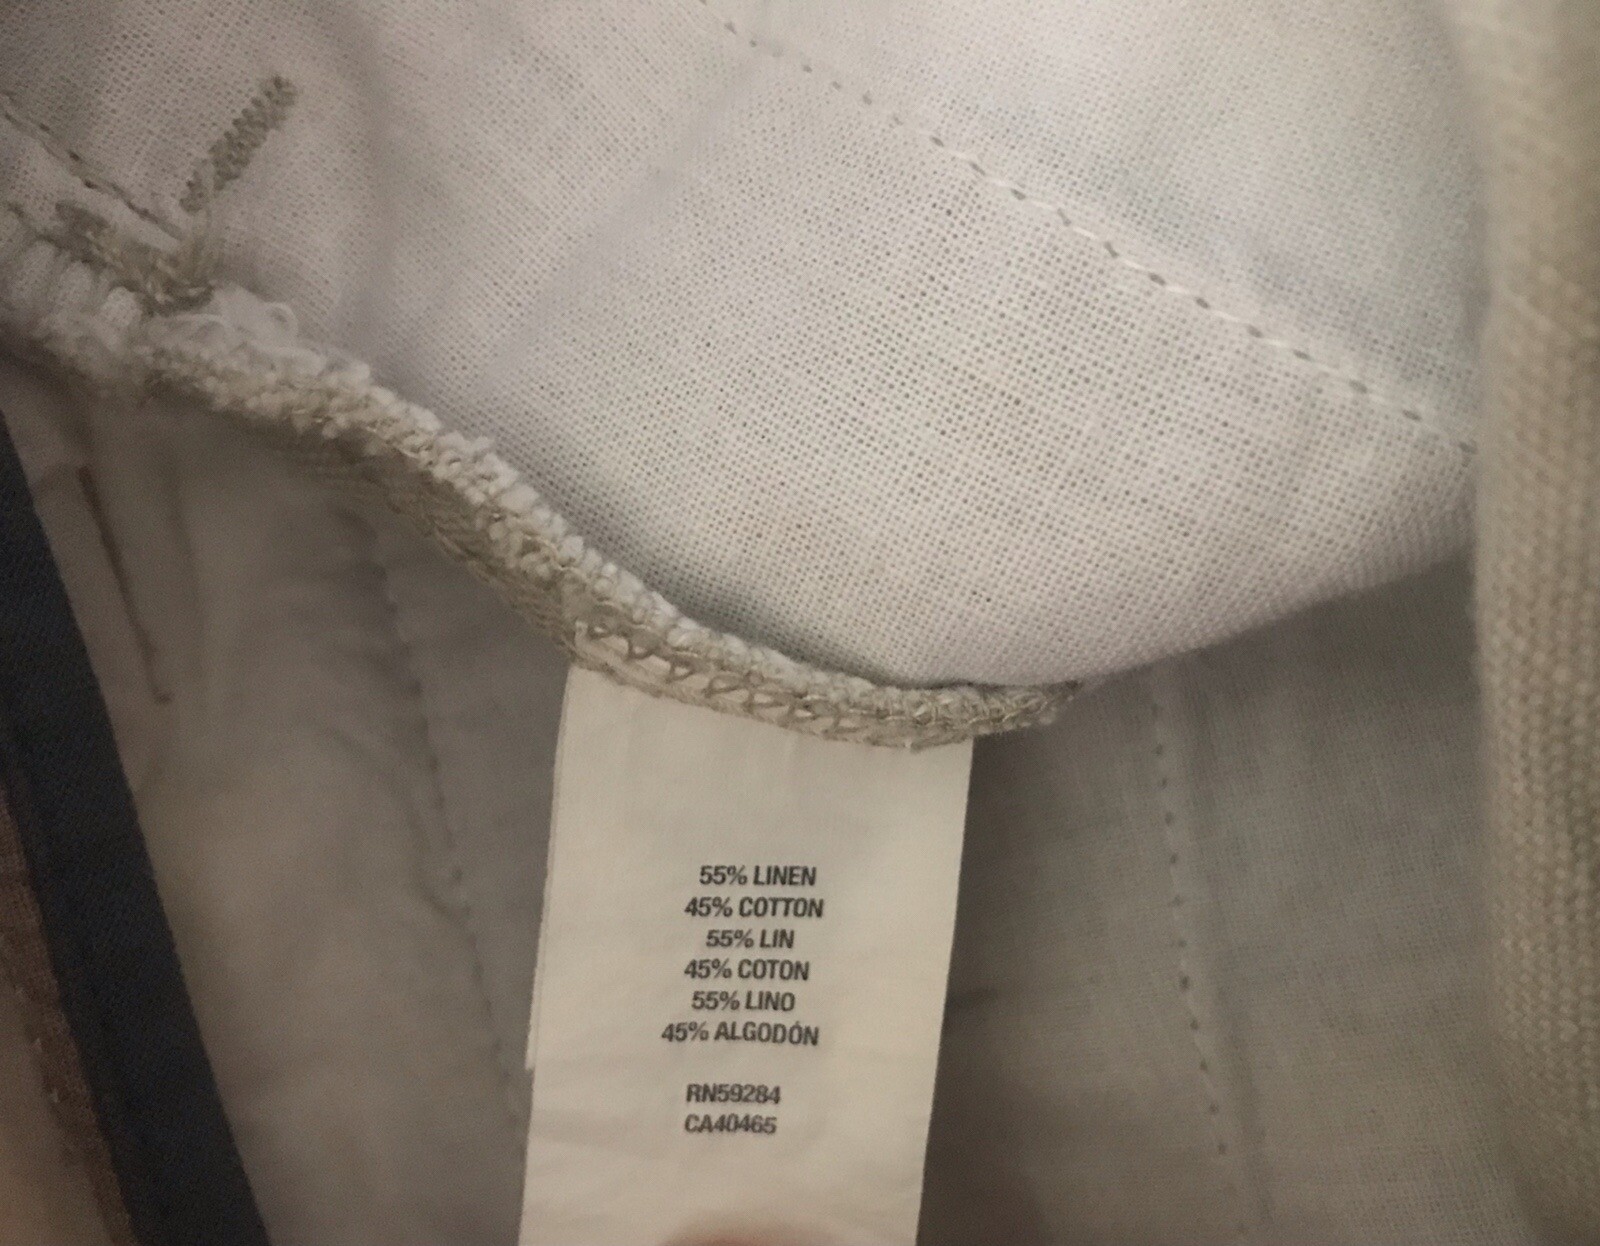 55% LINEN
45% COTTON
55% LIN
45% COTON
55% LINO
45% ALGODÓN
RN59284
CA40465